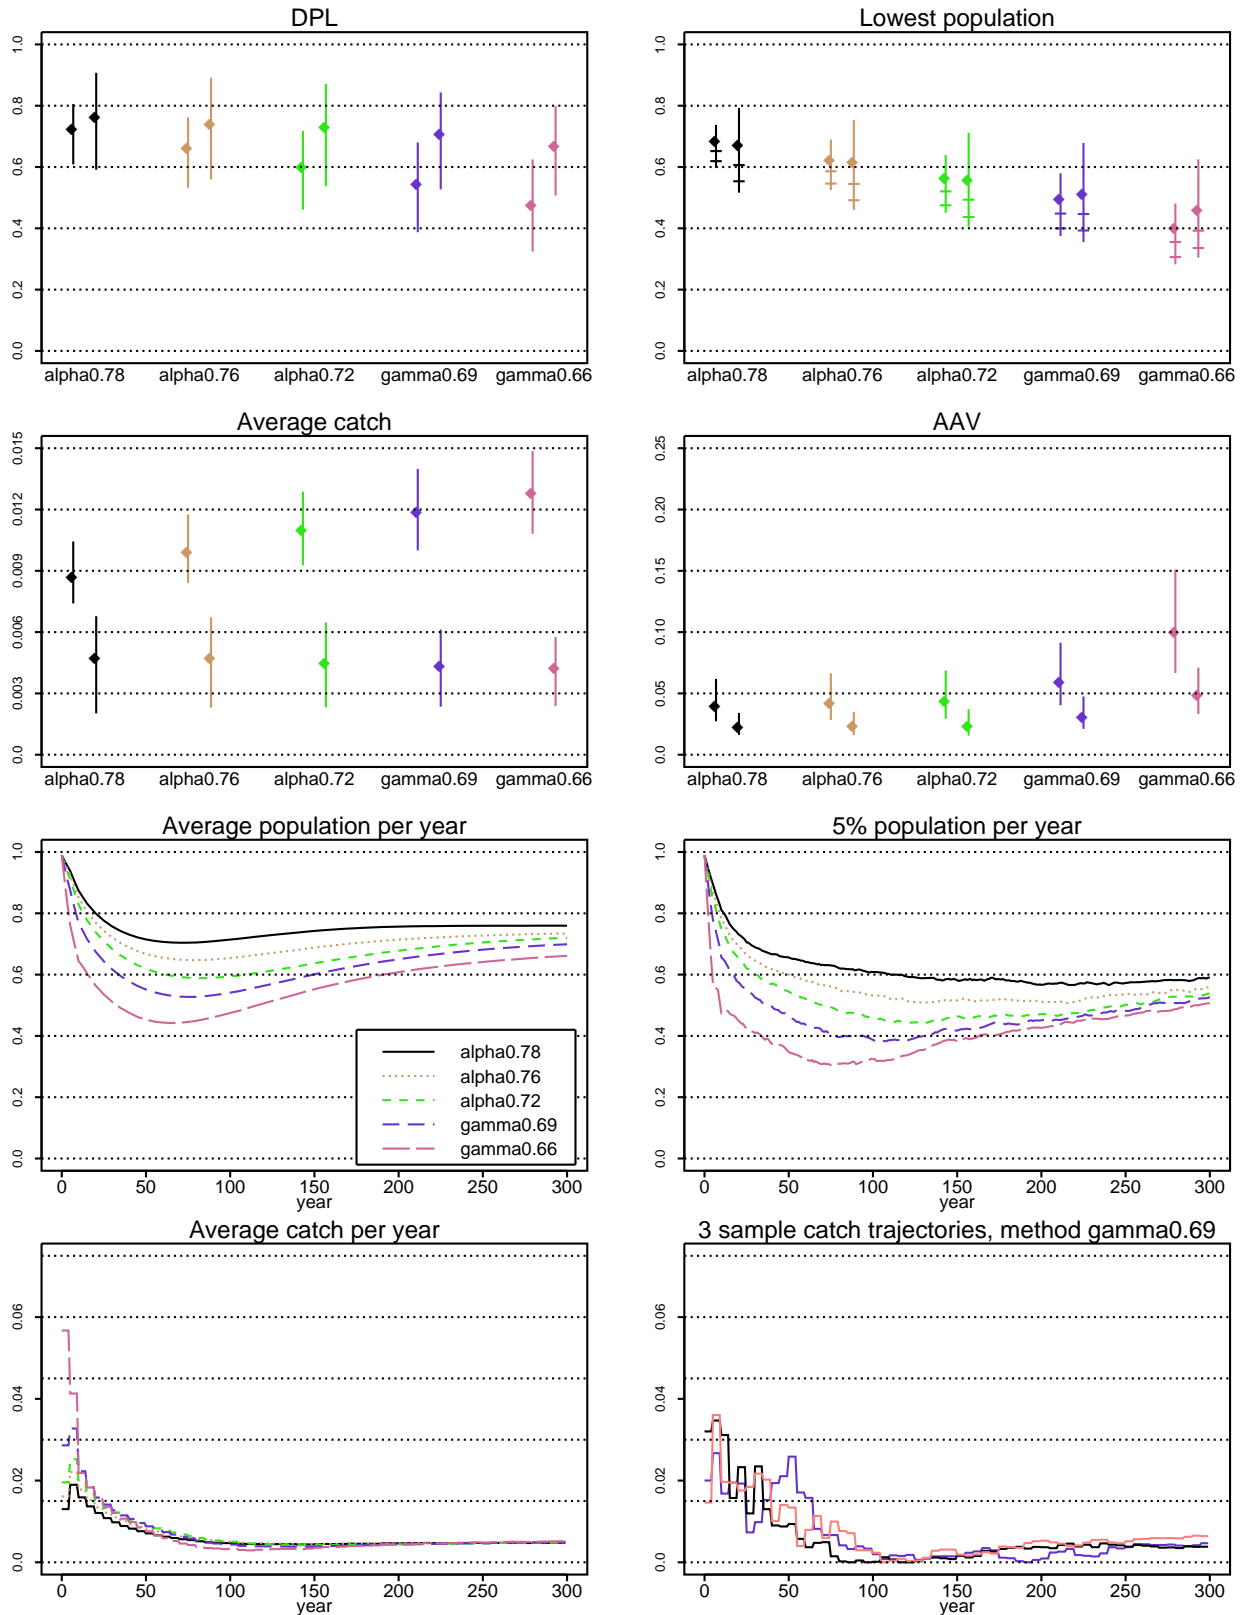 DPL
1.0
0.8
0.6
0.4
0.2
0.0
alpha0.78 alpha0.76 alpha0.72 gamma0.69 gamma0.66
Lowest population
1.0
0.8
0.6
0.4
0.2
0.0
alpha0.78 alpha0.76 alpha0.72 gamma0.69 gamma0.66
Average catch
0.015
0.012
0.009
0.006
0.003
0.0
alpha0.78 alpha0.76 alpha0.72 gamma0.69 gamma0.66
AAV
0.25
0.20
0.15
0.10
0.05
0.0
alpha0.78 alpha0.76 alpha0.72 gamma0.69 gamma0.66
Average population per year
1.0
0.8
0.6
0.4
0.2
0.0
alpha0.78
alpha0.76
alpha0.72
gamma0.69
gamma0.66
0 50 100 150 200 250 300
year
5% population per year
1.0
0.8
0.6
0.4
0.2
0.0
0 50 100 150 200 250 300
year
Average catch per year
0.06
0.04
0.02
0.0
0 50 100 150 200 250 300
year
3 sample catch trajectories, method gamma0.69
0.06
0.04
0.02
0.0
0 50 100 150 200 250 300
year